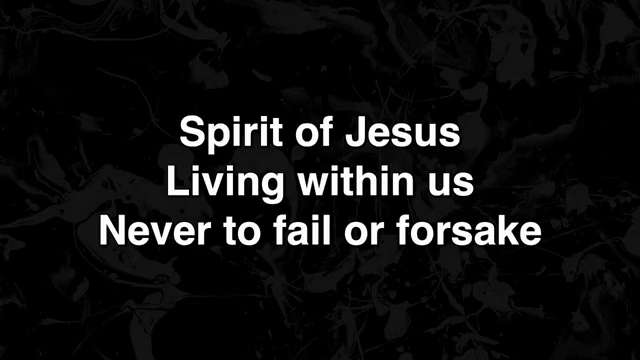 Spirit of Jesus
Living within us
Never to fail or forsake